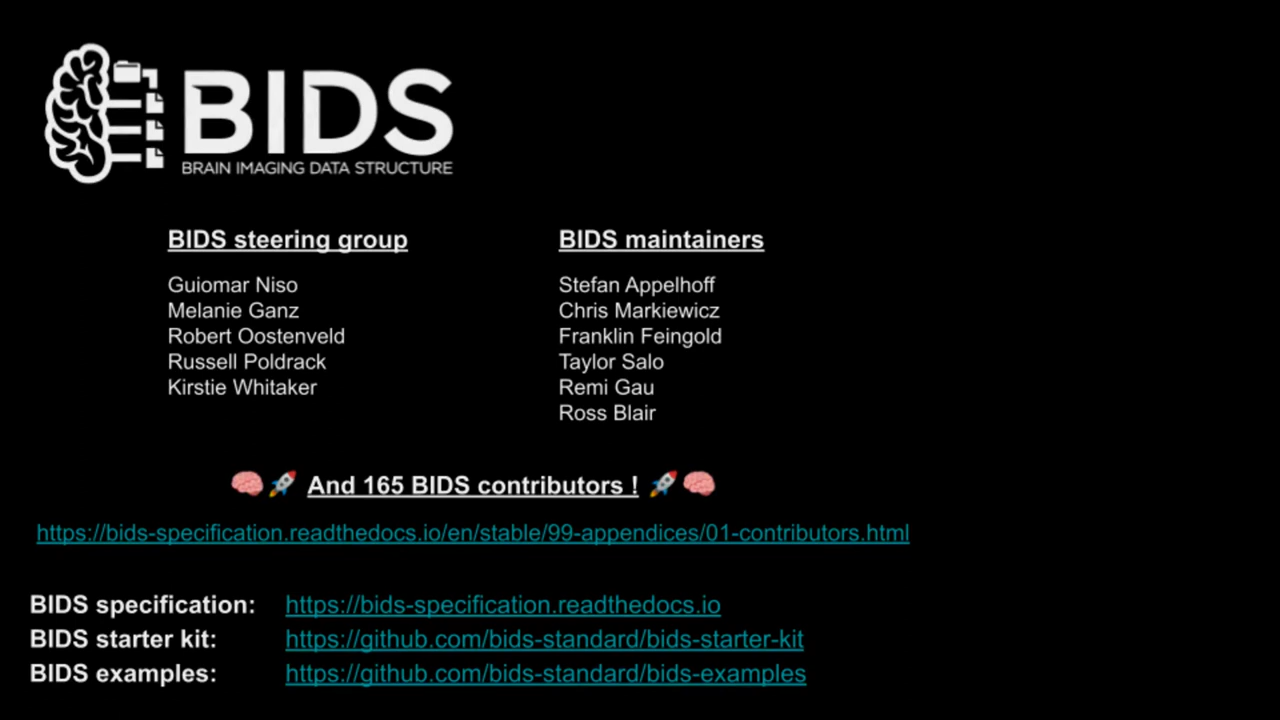 BIDS
BRAIN IMAGING DATA STRUCTURE
BIDS steering group
Guiomar Niso
Melanie Ganz
Robert Oostenveld
Russell Poldrack
Kirstie Whitaker
BIDS maintainers
Stefan Appelhoff
Chris Markiewicz
Franklin Feingold
Taylor Salo
Remi Gau
Ross Blair
🧠🚀 And 165 BIDS contributors ! 🚀🧠
https://bids-specification.readthedocs.io/en/stable/99-appendices/01-contributors.html
BIDS specification: https://bids-specification.readthedocs.io
BIDS starter kit: https://github.com/bids-standard/bids-starter-kit
BIDS examples: https://github.com/bids-standard/bids-examples